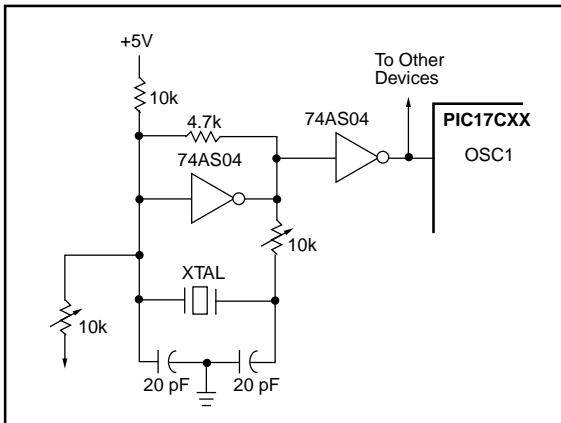 +5V
10k
4.7k
74AS04
74AS04
To Other
Devices
PIC17CXX
OSC1
10k
XTAL
10k
20 pF
20 pF